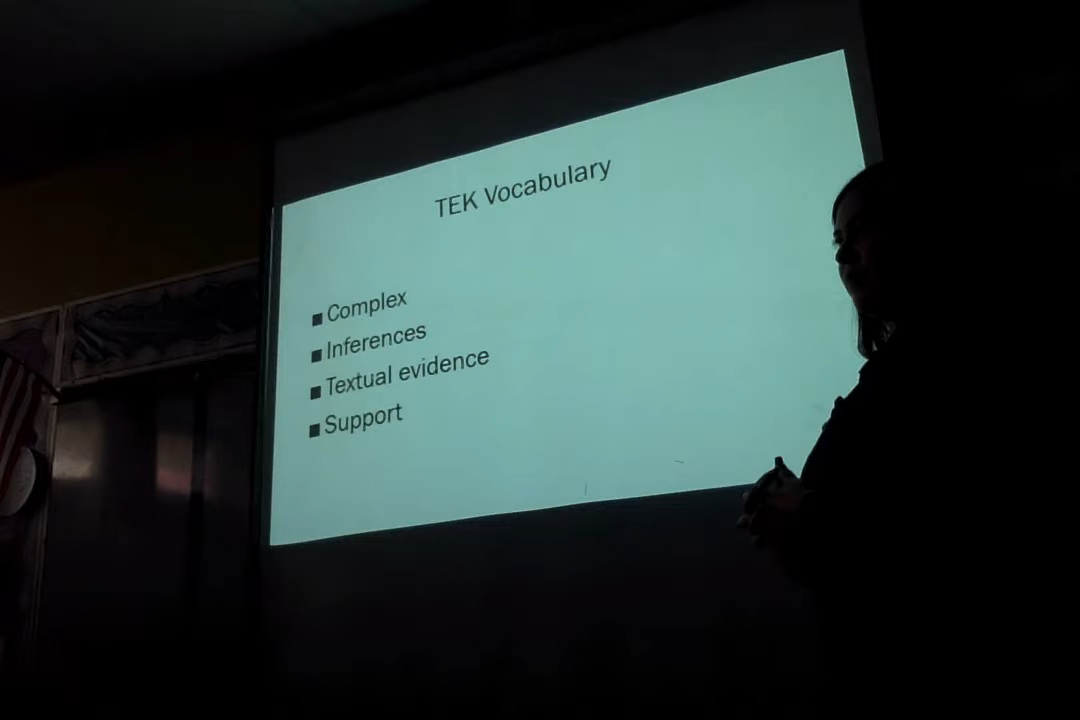 TEK Vocabulary
■ Complex
■ Inferences
■ Textual evidence
■ Support